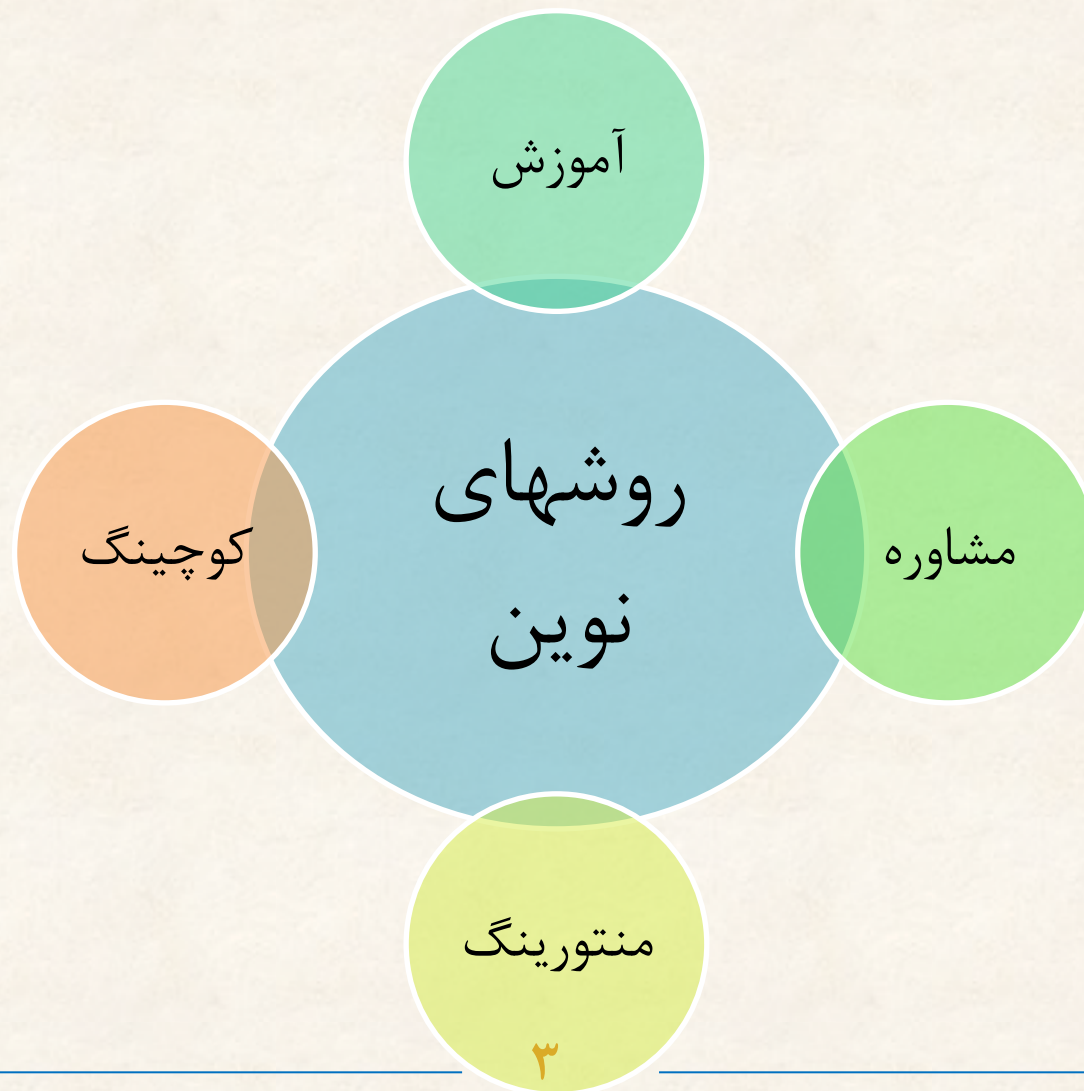 آموزش
روشهای
نوین
مشاوره
کوچینگ
منتورینگ
۳